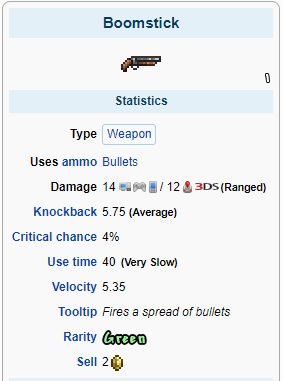 Boomstick
Statistics
Type Weapon
Uses ammo Bullets
Damage 14 / 12 3DS (Ranged)
Knockback 5.75 (Average)
Critical chance 4%
Use time 40 (Very Slow)
Velocity 5.35
Tooltip Fires a spread of bullets
Rarity Green
Sell 2